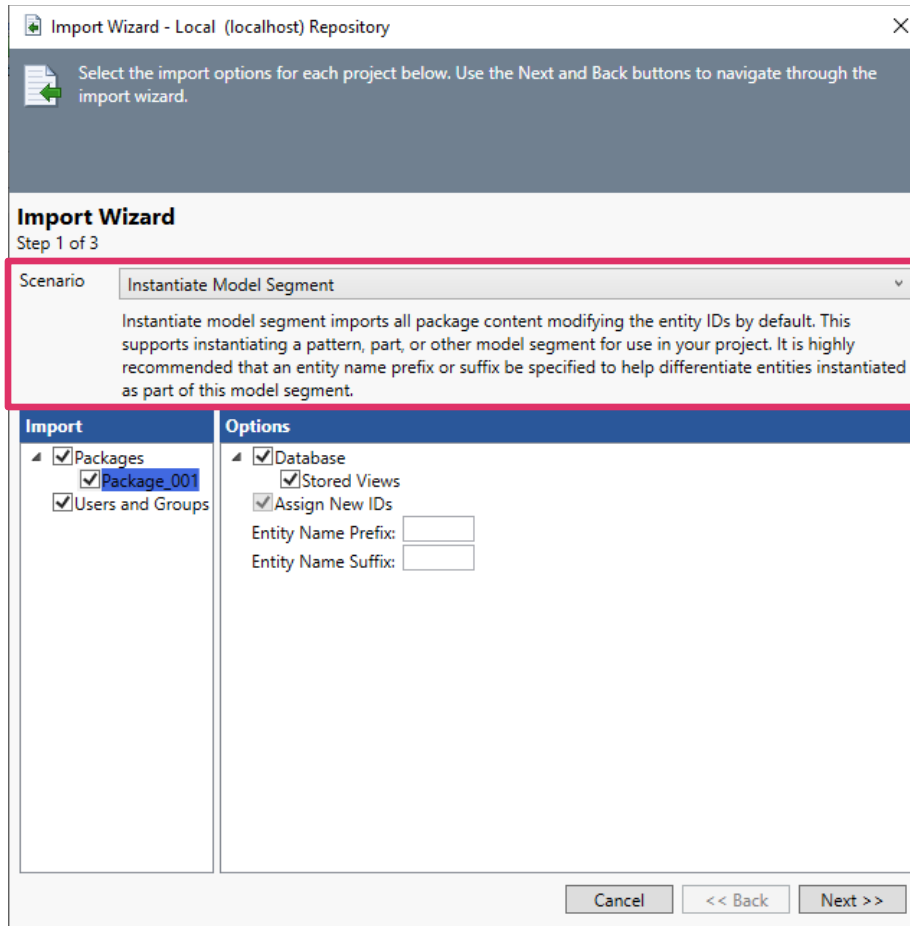 Import Wizard - Local  (localhost) Repository
Select the import options for each project below. Use the Next and Back buttons to navigate through the
import wizard.
Import Wizard
Step 1 of 3
Scenario
Instantiate Model Segment
Instantiate model segment imports all package content modifying the entity IDs by default. This
supports instantiating a pattern, part, or other model segment for use in your project. It is highly
recommended that an entity name prefix or suffix be specified to help differentiate entities instantiated
as part of this model segment.
Import
Packages
Package_001
Users and Groups
Options
Database
Stored Views
Assign New IDs
Entity Name Prefix:
Entity Name Suffix:
Cancel
<< Back
Next >>